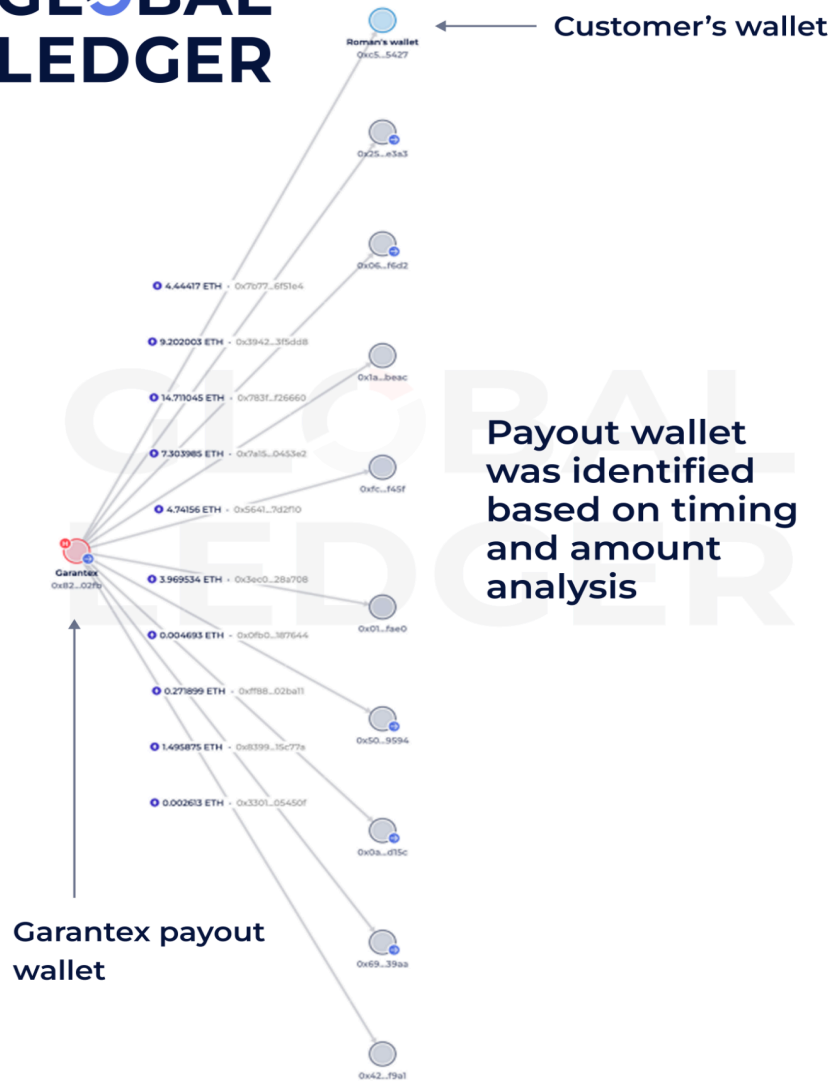 GLOBAL
LEDGER
Customer’s wallet
Roman's wallet
0xc5...5427
0x25...e3a3
0x06...f6d2
4.44417 ETH - 0x7b77...6f51e4
9.202003 ETH - 0x3942...3f5dd8
0x1a...beac
14.711045 ETH - 0x783f...f26660
GLOBAL
LEDGER
Payout wallet
was identified
based on timing
and amount
analysis
7.303985 ETH - 0x7a15...0453e2
0xfc...f45f
4.74156 ETH - 0x5641...7d2f10
Garantex
0x82...02fb
3.969534 ETH - 0x3ec0...28a708
0x01...fae0
0.004693 ETH - 0x0fb0...187644
0.271899 ETH - 0xff88...02ba11
0x50...9594
1.495875 ETH - 0x8399...15c77a
0.002613 ETH - 0x3301...05450f
0x0a...d15c
Garantex payout
wallet
0x69...39aa
0x42...f9a1